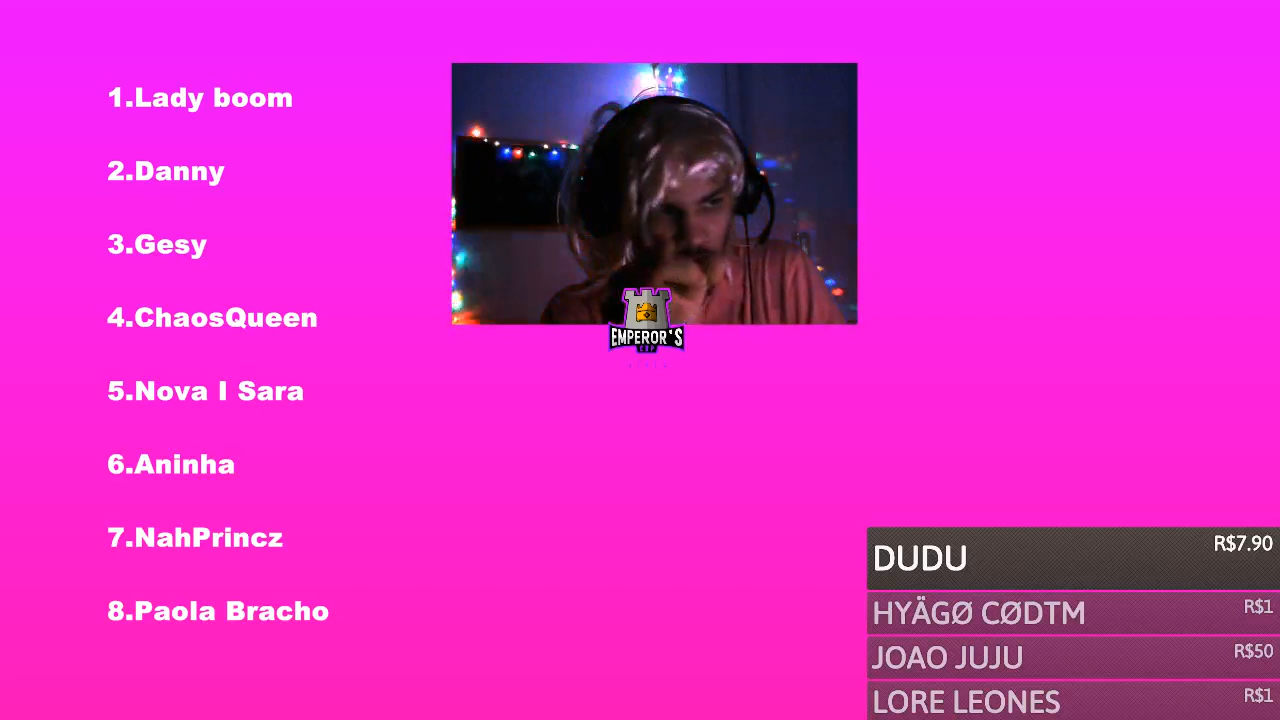 1.Lady boom
2.Danny
3.Gesy
4.ChaosQueen
5.Nova I Sara
6.Aninha
7.NahPrincz
8.Paola Bracho
EMPEROR'S
CUP
DUDU R$7.90
HYÄGØ CØDTM R$1
JOAO JUJU R$50
LORE LEONES R$1